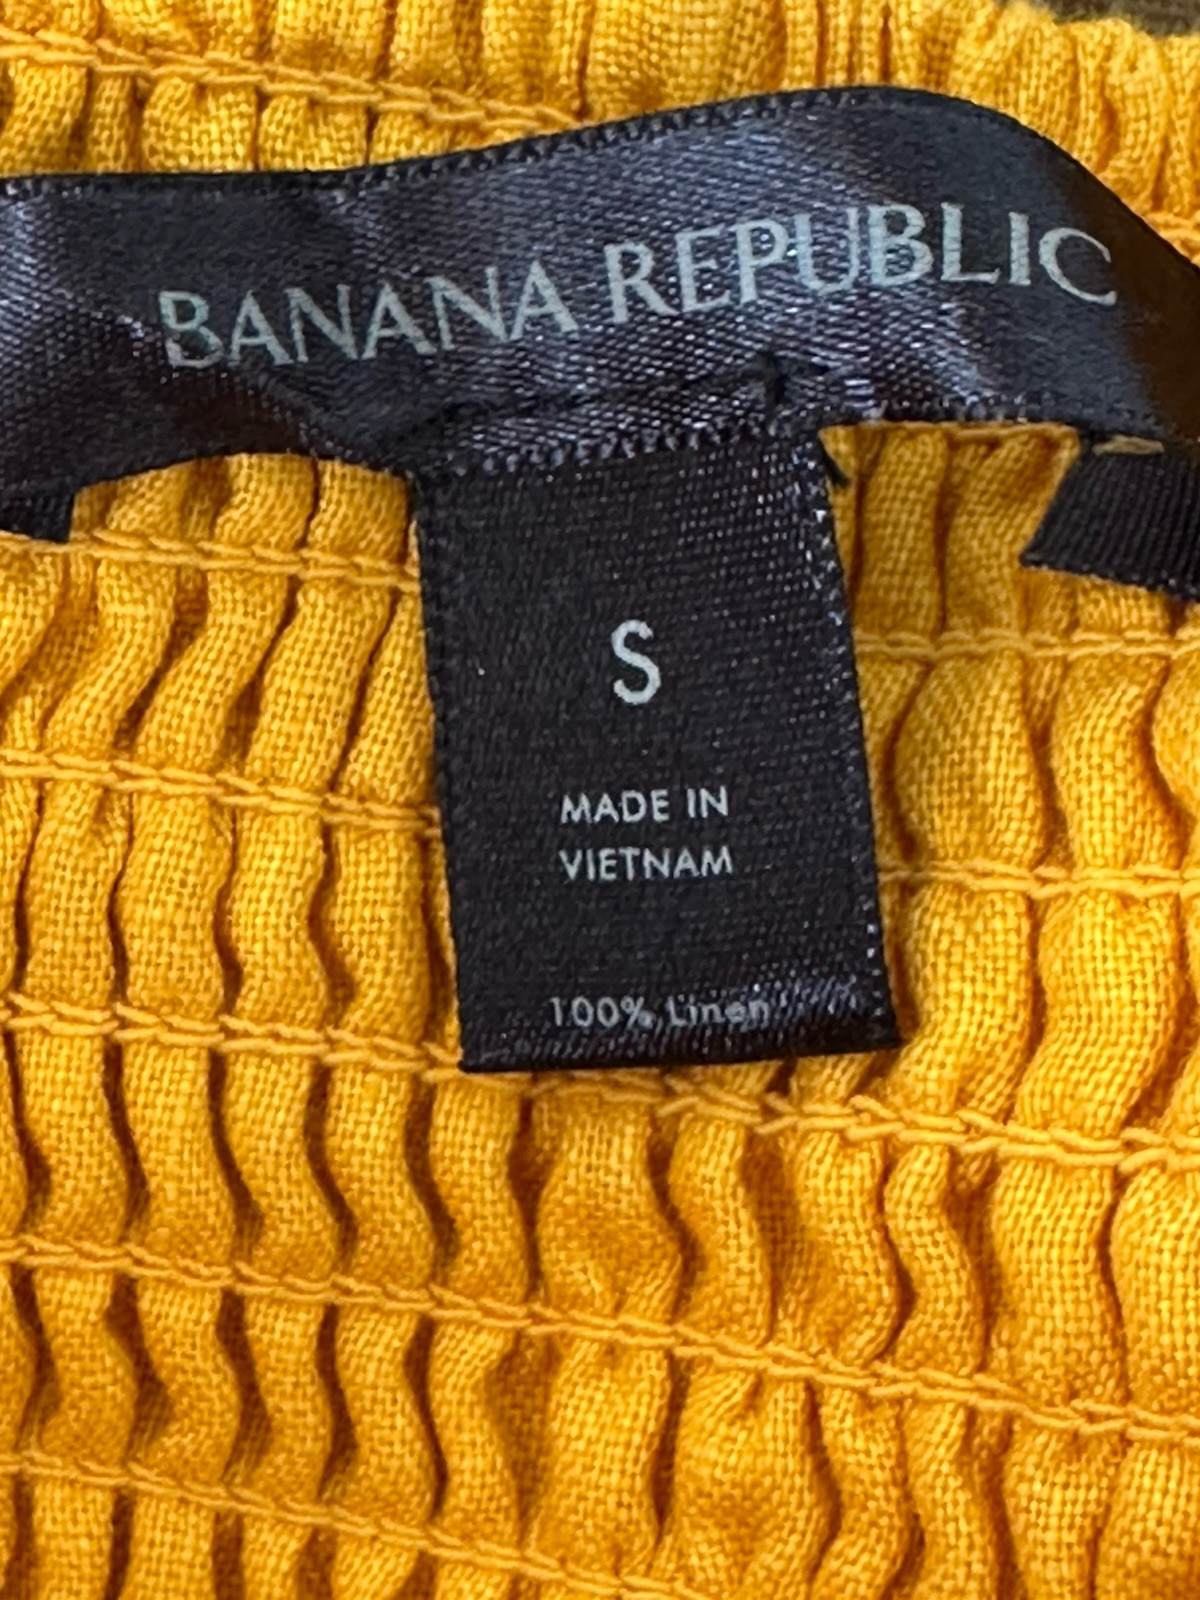 BANANA REPUBLIC
S
MADE IN
VIETNAM
100% Linen